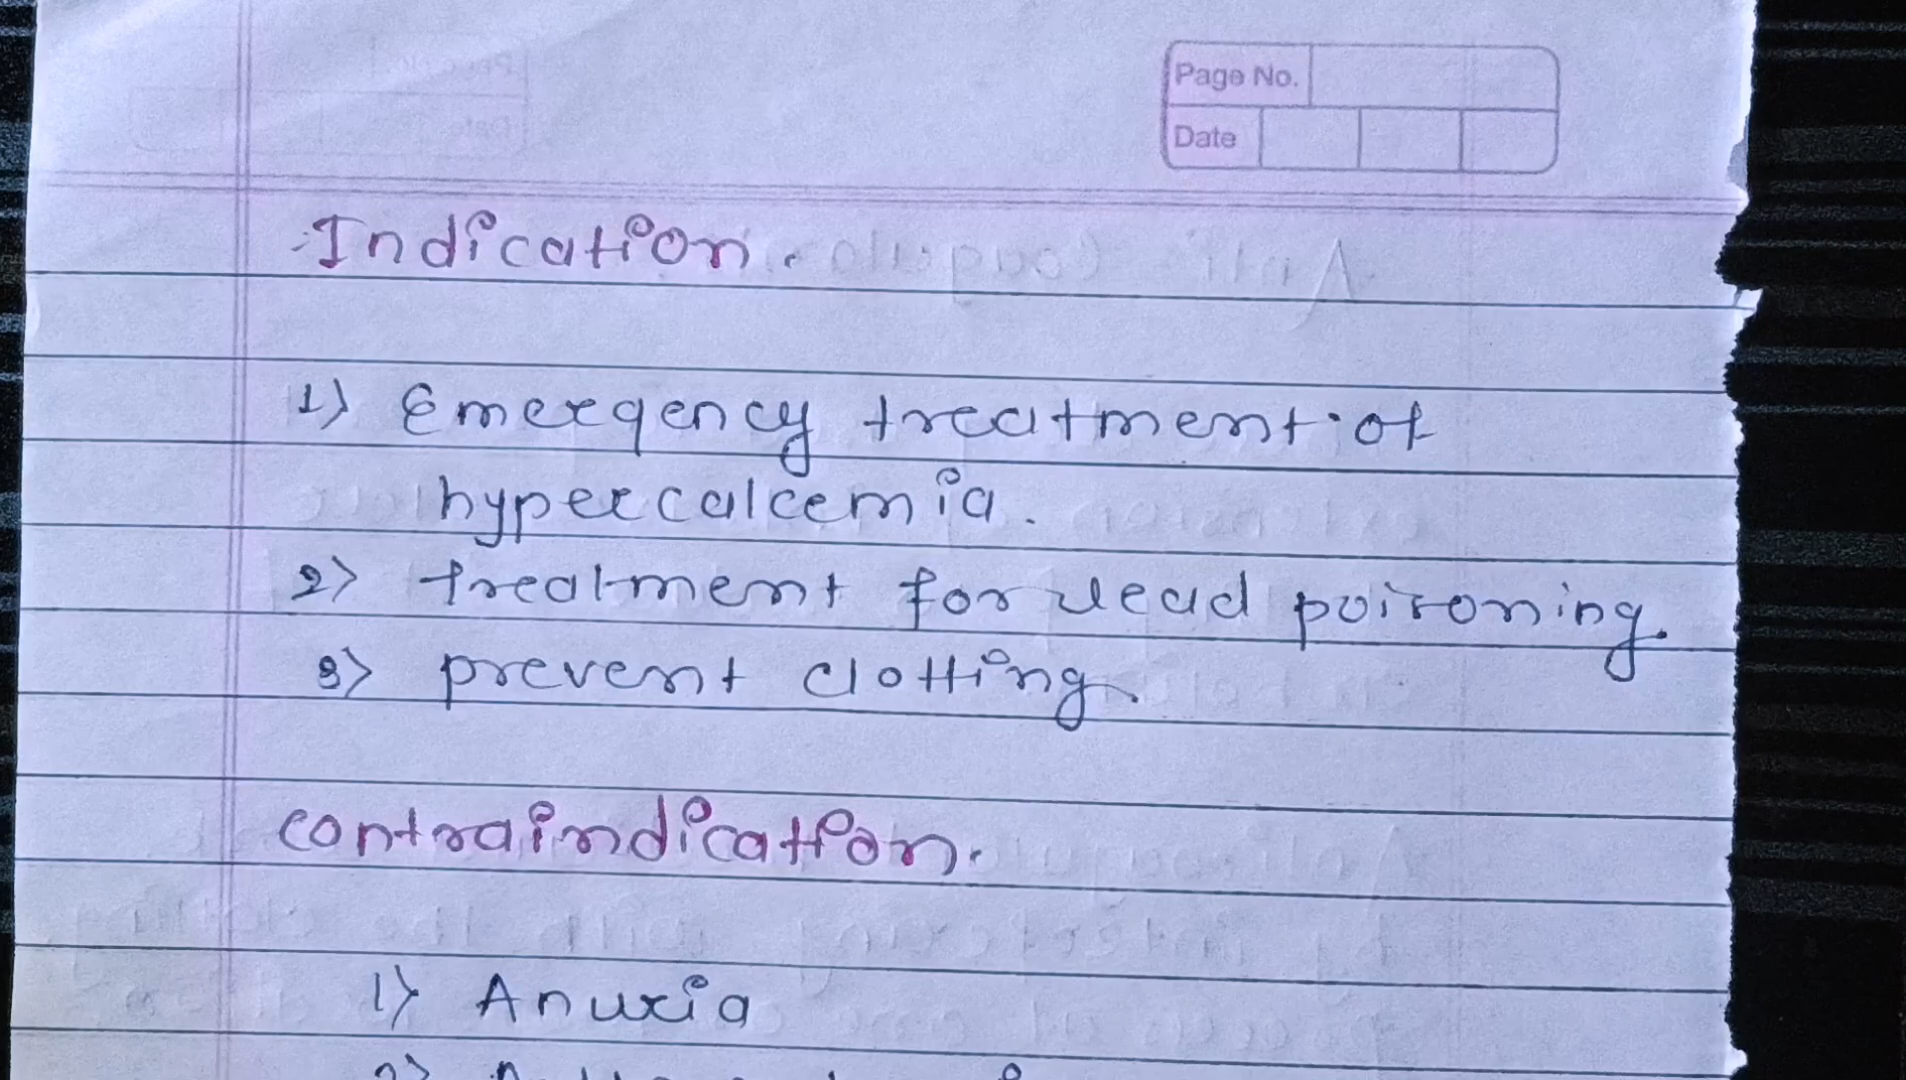 Page No.
Date
Indication.
1) Emergency treatment of
hypercalcemia.
2) treatment for lead poisoning.
3) prevent clotting.
contraindication.
1) Anuria